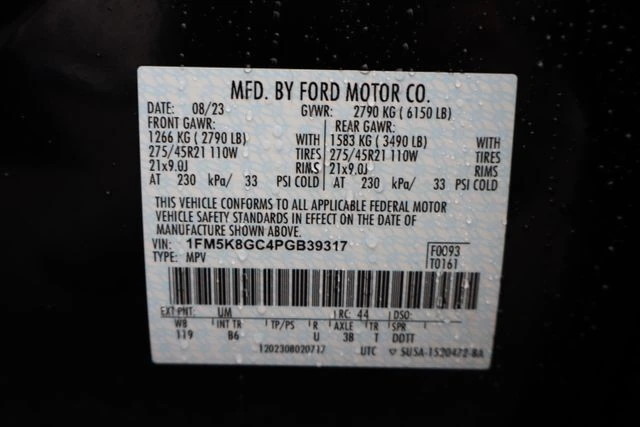 MFD. BY FORD MOTOR CO.
DATE: 08/23 GVWR: 2790 KG ( 6150 LB)
FRONT GAWR: REAR GAWR:
1266 KG ( 2790 LB) WITH 1583 KG ( 3490 LB) WITH
275/45R21 110W TIRES 275/45R21 110W TIRES
21x9.0J RIMS 21x9.0J RIMS
AT 230 kPa/ 33 PSI COLD AT 230 kPa/ 33 PSI COLD
THIS VEHICLE CONFORMS TO ALL APPLICABLE FEDERAL MOTOR
VEHICLE SAFETY STANDARDS IN EFFECT ON THE DATE OF
MANUFACTURE SHOWN ABOVE.
VIN: 1FM5K8GC4PGB39317 F0093
TYPE: MPV T0161
EXT PNT: UM RC: 44 DSO:
WB INT TR TP/PS R AXLE TR SPR
119 B6 U 3B T DOTT
1202308020717 UTC ▽ SU5A-1520472-BA